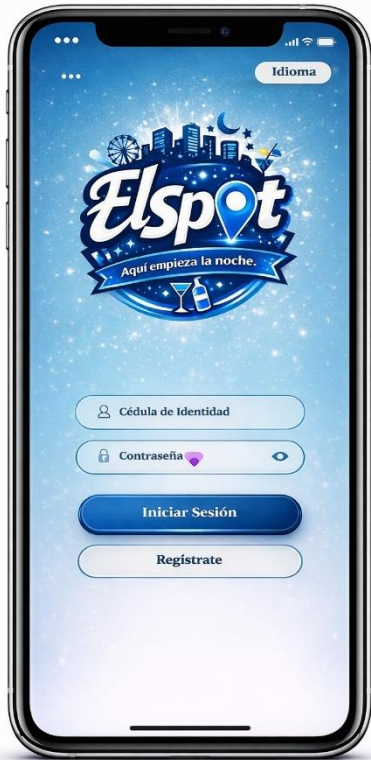 Idioma
ElSpot
Aquí empieza la noche.
Cédula de Identidad
Contraseña
Iniciar Sesión
Regístrate